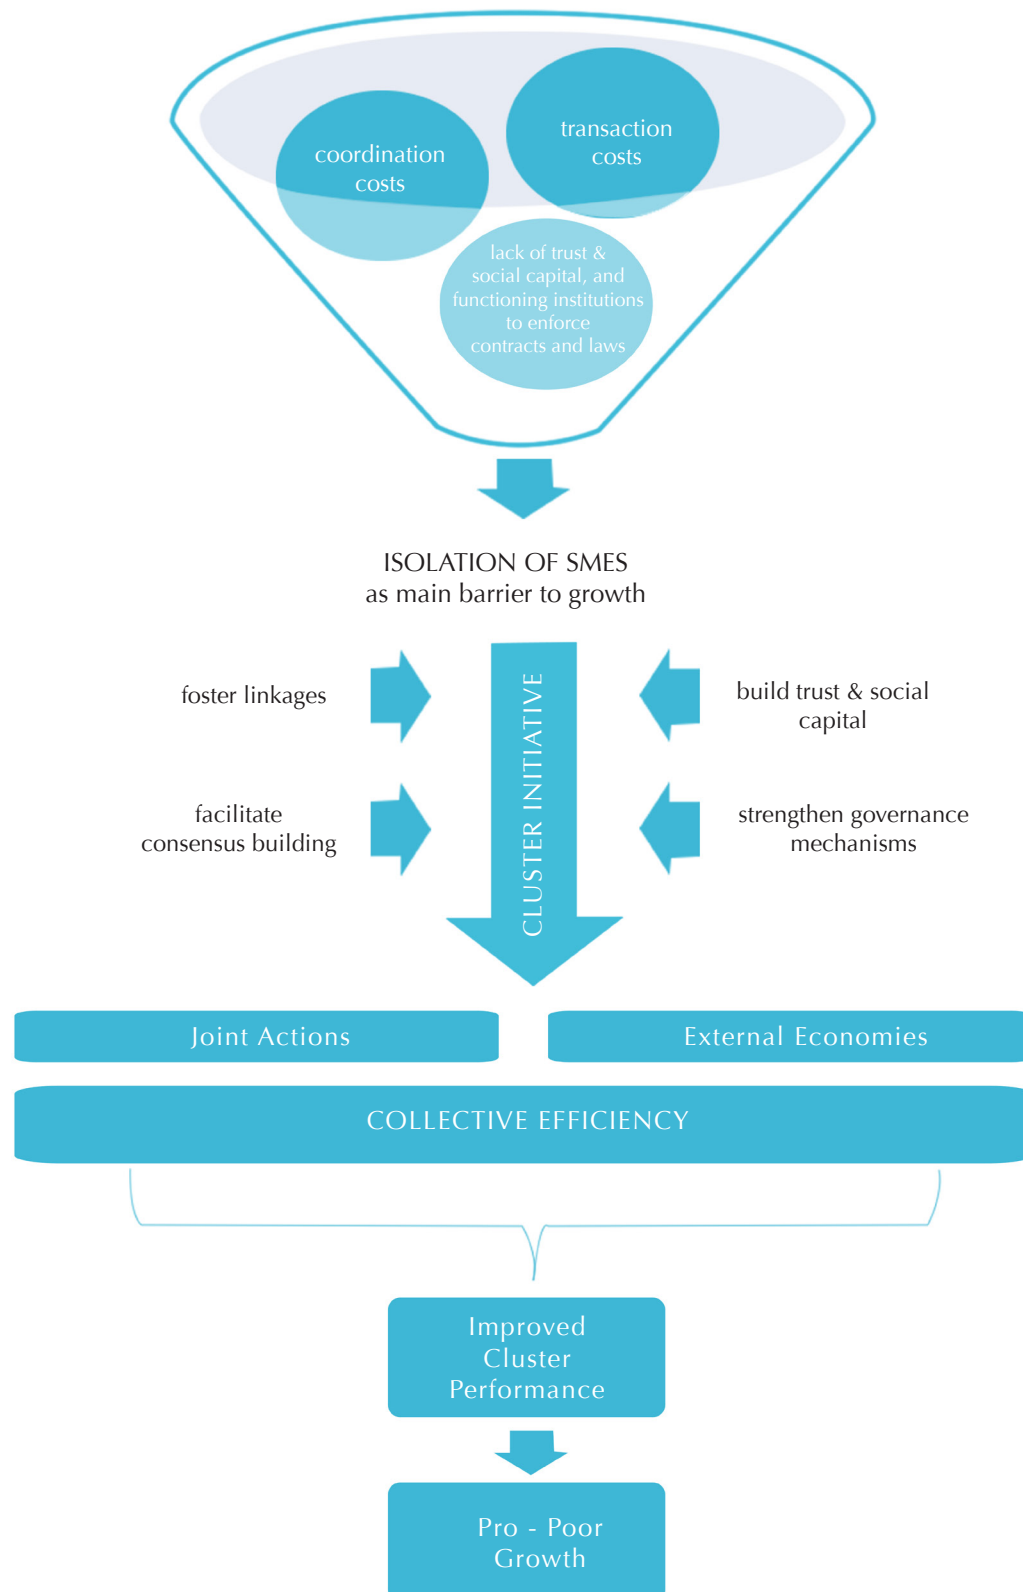 coordination
costs
transaction
costs
lack of trust &
social capital, and
functioning institutions
to enforce
contracts and laws
ISOLATION OF SMES
as main barrier to growth
foster linkages
build trust & social
capital
facilitate
consensus building
strengthen governance
mechanisms
CLUSTER INITIATIVE
Joint Actions
External Economies
COLLECTIVE EFFICIENCY
Improved
Cluster
Performance
Pro - Poor
Growth